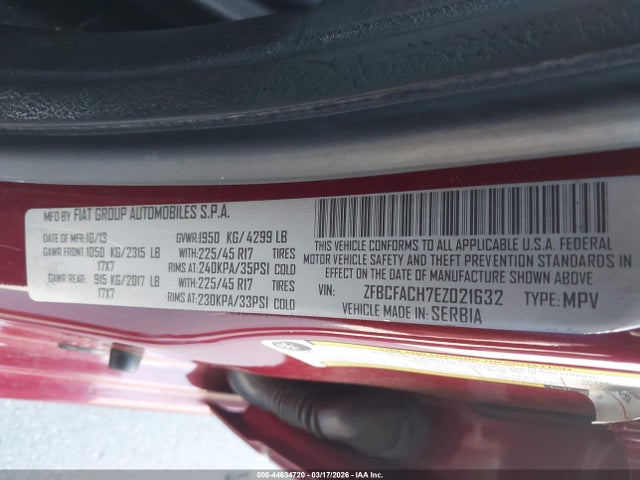 MFD BY FIAT GROUP AUTOMOBILES S.P.A.
DATE OF MFR: 10/13 GVWR: 1950 KG/ 4299 LB
GAWR FRONT: 1050 KG/2315 LB WITH: 225/45 R17 TIRES
17X7 RIMS AT: 240KPA/35PSI COLD
GAWR REAR: 915 KG/2017 LB WITH: 225/45 R17 TIRES
17X7 RIMS AT: 230KPA/33PSI COLD
THIS VEHICLE CONFORMS TO ALL APPLICABLE U.S.A. FEDERAL
MOTOR VEHICLE SAFETY, BUMPER, AND THEFT PREVENTION
STANDARDS IN EFFECT ON THE DATE OF MANUFACTURE SHOWN ABOVE.
VIN: ZFBCFACH7EZ021632 TYPE: MPV
VEHICLE MADE IN: SERBIA
000-44634720 - 03/17/2026 - IAAI.COM